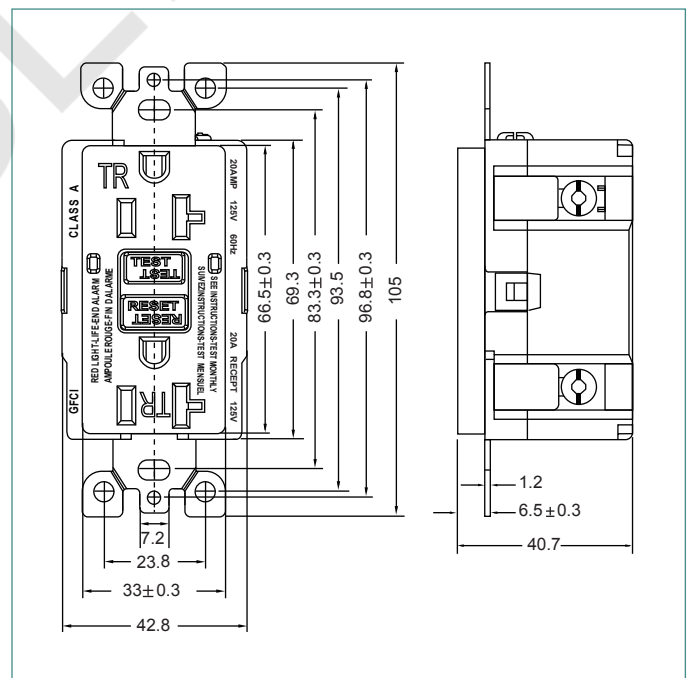 TR
CLASS A
GFCI
RED LIGHT-LIFE-END ALARM
AMPOULE ROUGE-FIN DALARME
TEST
TEST
RESET
RESET
SEE INSTRUCTIONS-TEST MONTHLY
SUIVEZINSTRUCTIONS-TEST MENSUEL
20AMP 125V 60Hz
20A RECEPT 125V
TR
66.5±0.3
69.3
83.3±0.3
93.5
96.8±0.3
105
7.2
23.8
33±0.3
42.8
1.2
6.5±0.3
40.7